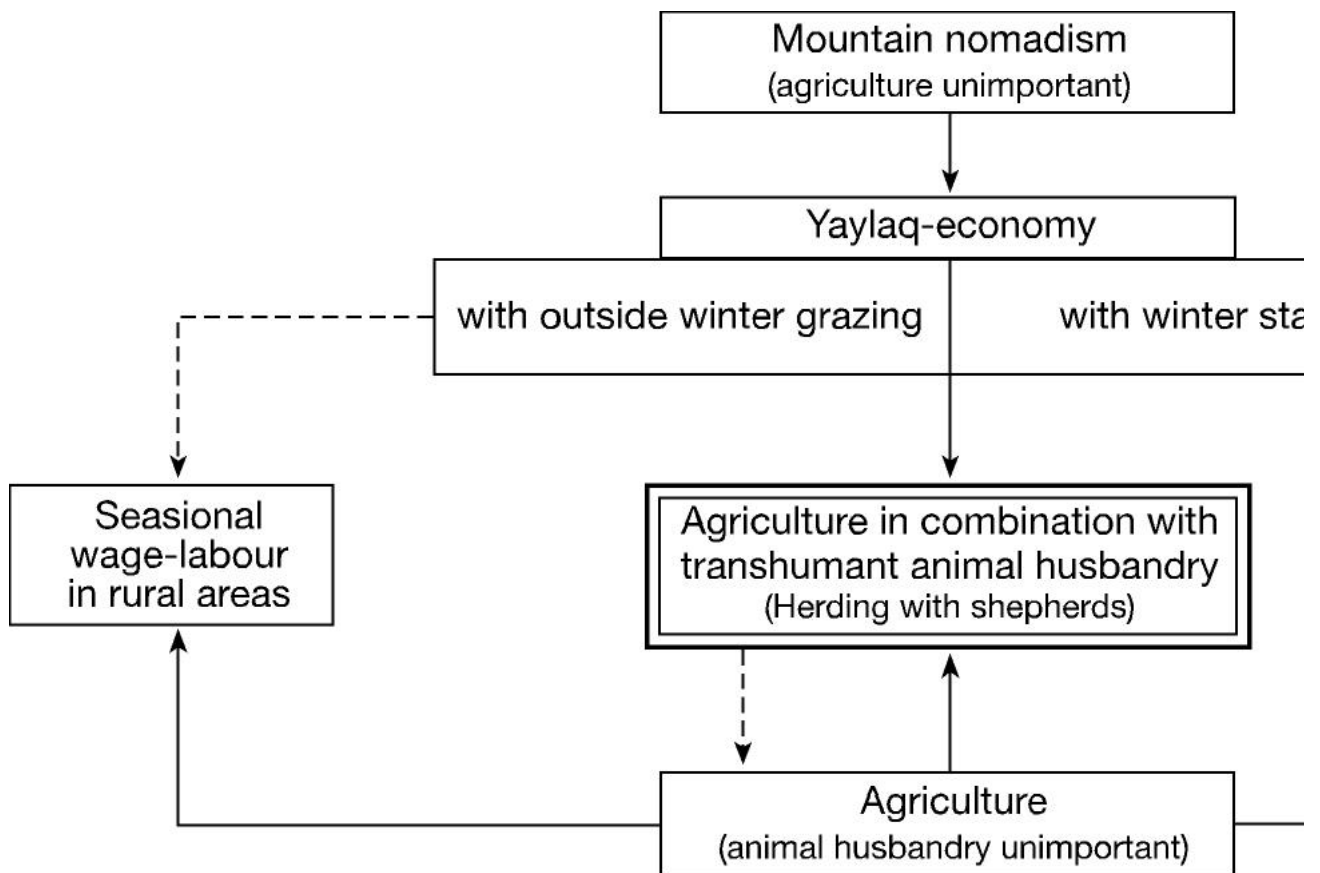 Mountain nomadism
(agriculture unimportant)
Yaylaq-economy
with outside winter grazing
with winter
Seasional
wage-labour
in rural areas
Agriculture in combination with
transhumant animal husbandry
(Herding with shepherds)
Agriculture
(animal husbandry unimportant)